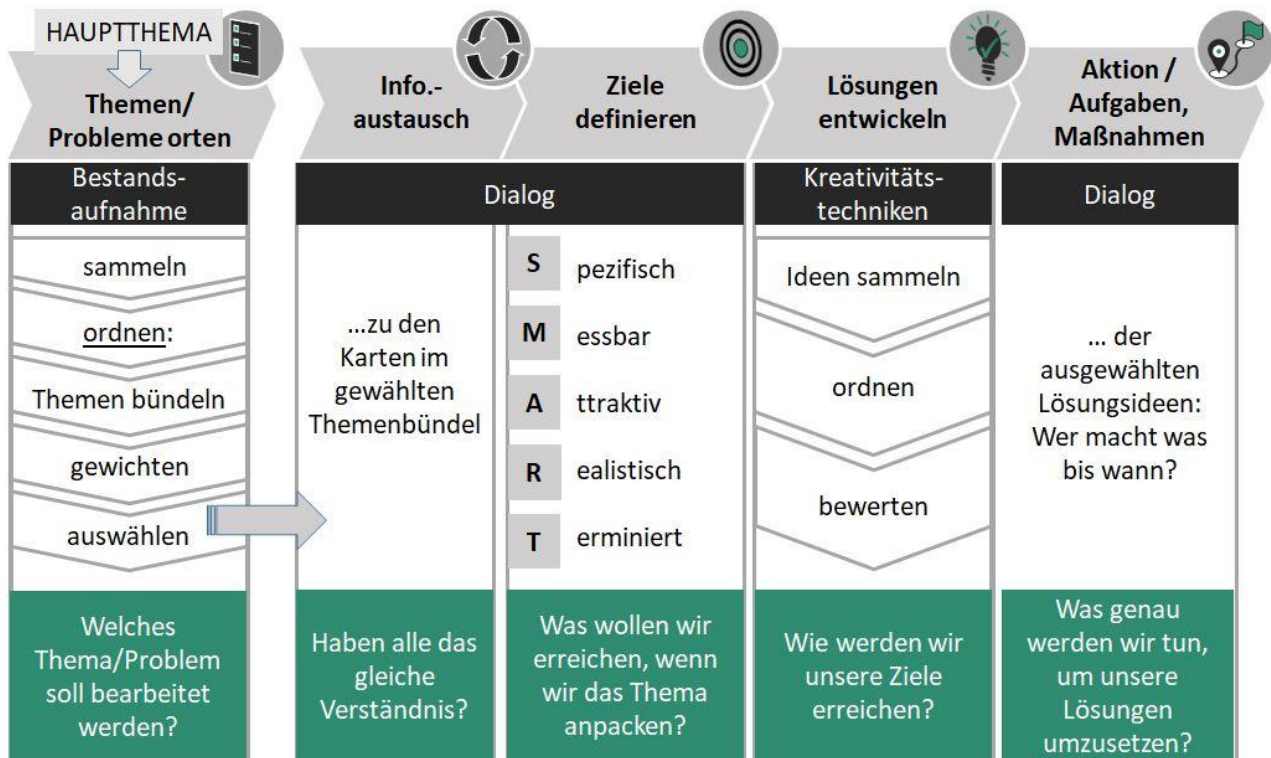 HAUPTTHEMA
Themen/
Probleme orten
Info.-
austausch
Ziele
definieren
Lösungen
entwickeln
Aktion /
Aufgaben,
Maßnahmen
Bestands-
aufnahme
sammeln
ordnen:
Themen bündeln
gewichten
auswählen
Welches
Thema/Problem
soll bearbeitet
werden?
Dialog
...zu den
Karten im
gewählten
Themenbündel
Haben alle das
gleiche
Verständnis?
S pezifisch
M essbar
A ttraktiv
R ealistisch
T erminiert
Was wollen wir
erreichen, wenn
wir das Thema
anpacken?
Kreativitäts-
techniken
Ideen sammeln
ordnen
bewerten
Wie werden wir
unsere Ziele
erreichen?
Dialog
... der
ausgewählten
Lösungsideen:
Wer macht was
bis wann?
Was genau
werden wir tun,
um unsere
Lösungen
umzusetzen?